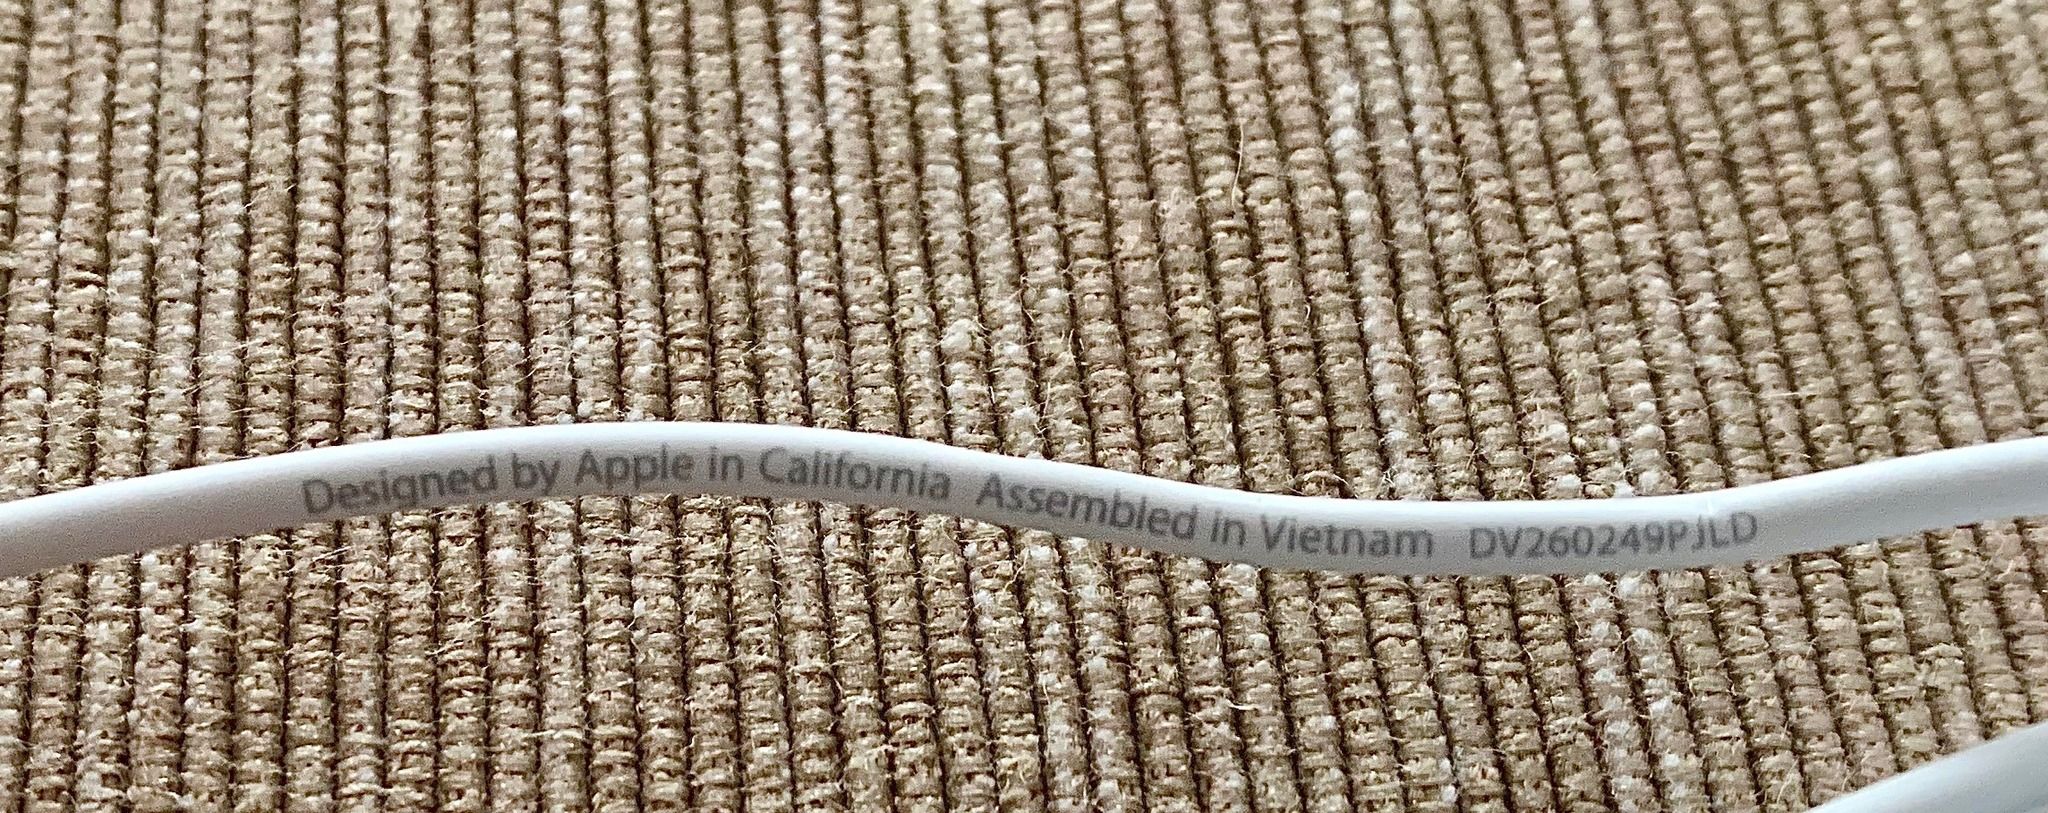 Designed by Apple in California  Assembled in Vietnam  DV260249PJLD